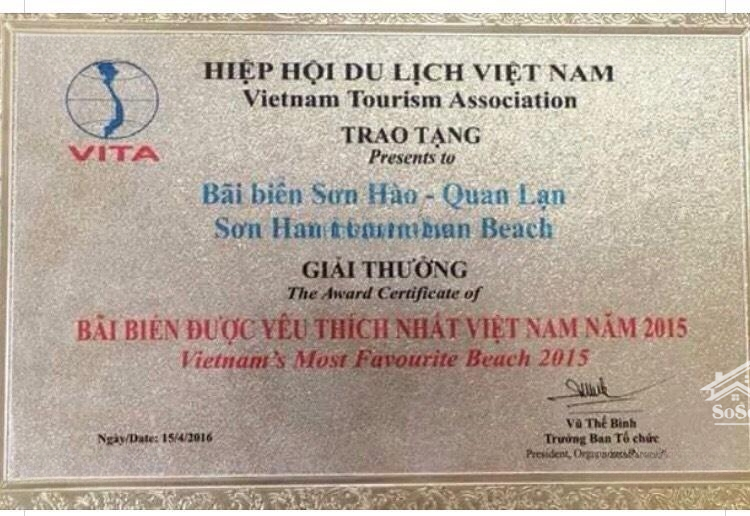 HIỆP HỘI DU LỊCH VIỆT NAM
Vietnam Tourism Association
VITA
TRAO TẶNG
Presents to
Bãi biển Sơn Hào - Quan Lạn
Sơn Beach
GIẢI THƯỞNG
The Award Certificate of
BÃI BIỂN ĐƯỢC YÊU THÍCH NHẤT VIỆT NAM NĂM 2015
Vietnam's Most Favourite Beach 2015
Vũ Thế Bình
Ngày/Date: 15/4/2016
Trưởng Ban Tổ chức
President,